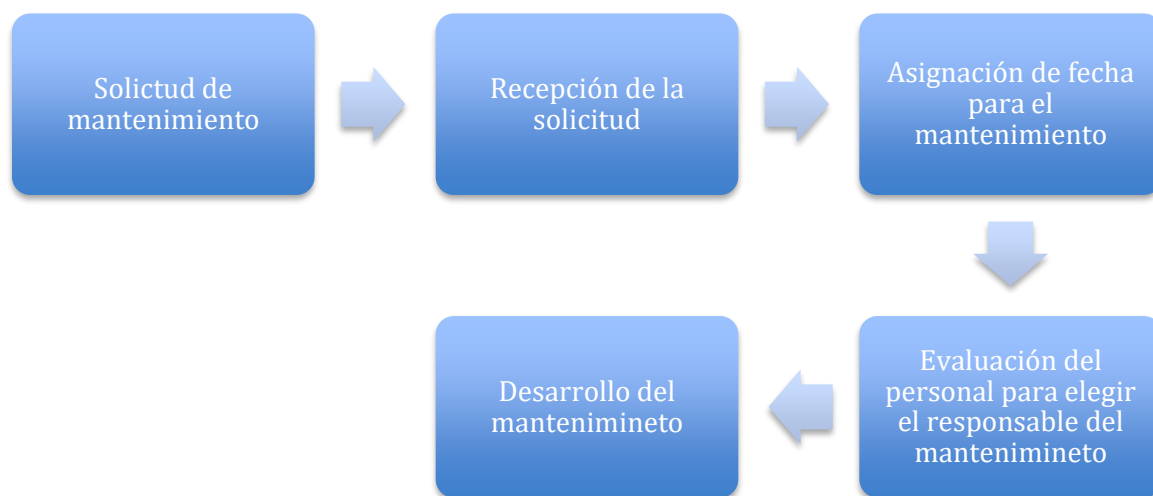 Solictud de
mantenimiento
Recepción de la
solicitud
Asignación de fecha
para el
mantenimiento
Evaluación del
personal para elegir
el responsable del
mantenimineto
Desarrollo del
mantenimineto